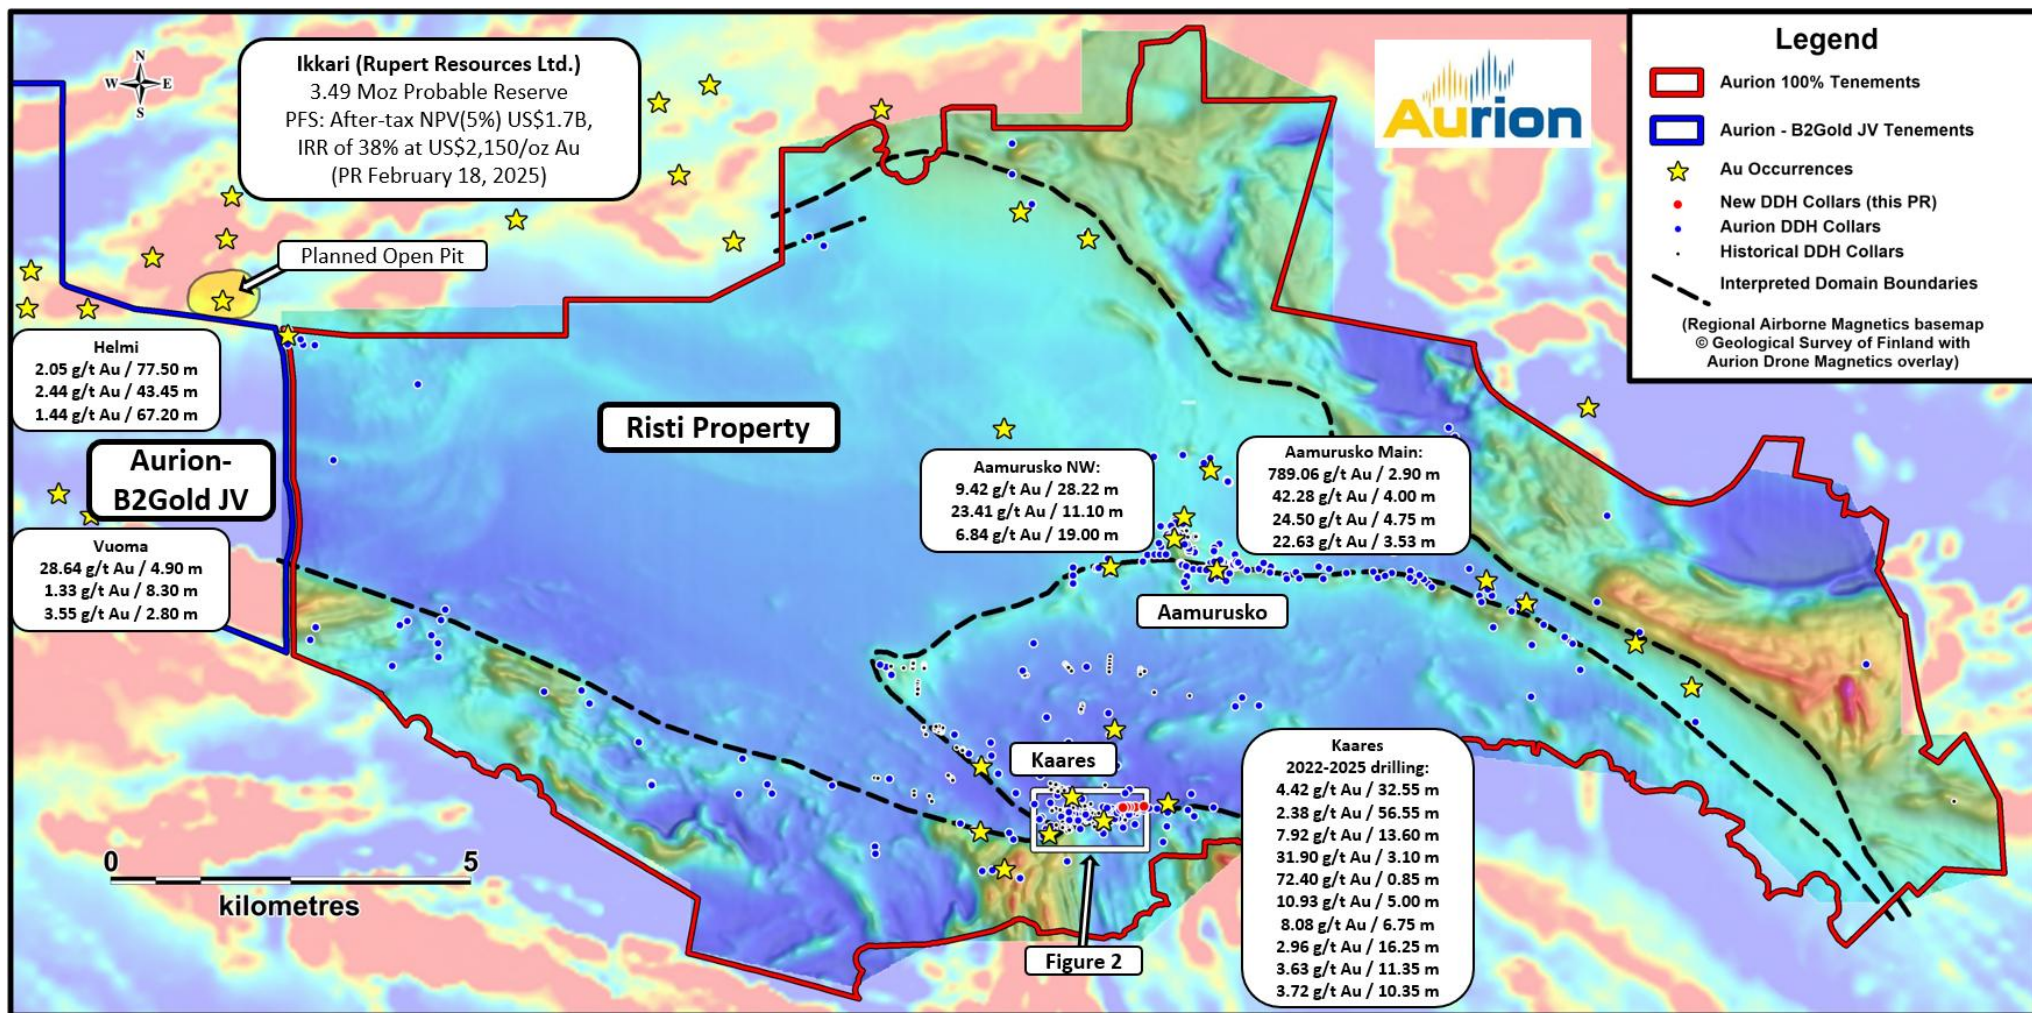 N
W E
S
Ikkari (Rupert Resources Ltd.)
3.49 Moz Probable Reserve
PFS: After-tax NPV(5%) US$1.7B,
IRR of 38% at US$2,150/oz Au
(PR February 18, 2025)
Planned Open Pit
Aurion
Legend
Aurion 100% Tenements
Aurion - B2Gold JV Tenements
Au Occurrences
New DDH Collars (this PR)
Aurion DDH Collars
Historical DDH Collars
Interpreted Domain Boundaries
(Regional Airborne Magnetics basemap
© Geological Survey of Finland with
Aurion Drone Magnetics overlay)
Helmi
2.05 g/t Au / 77.50 m
2.44 g/t Au / 43.45 m
1.44 g/t Au / 67.20 m
Aurion-
B2Gold JV
Vuoma
28.64 g/t Au / 4.90 m
1.33 g/t Au / 8.30 m
3.55 g/t Au / 2.80 m
Risti Property
Aamurusko NW:
9.42 g/t Au / 28.22 m
23.41 g/t Au / 11.10 m
6.84 g/t Au / 19.00 m
Aamurusko Main:
789.06 g/t Au / 2.90 m
42.28 g/t Au / 4.00 m
24.50 g/t Au / 4.75 m
22.63 g/t Au / 3.53 m
Aamurusko
Kaares
Kaares
2022-2025 drilling:
4.42 g/t Au / 32.55 m
2.38 g/t Au / 56.55 m
7.92 g/t Au / 13.60 m
31.90 g/t Au / 3.10 m
72.40 g/t Au / 0.85 m
10.93 g/t Au / 5.00 m
8.08 g/t Au / 6.75 m
2.96 g/t Au / 16.25 m
3.63 g/t Au / 11.35 m
3.72 g/t Au / 10.35 m
Figure 2
0 5
kilometres